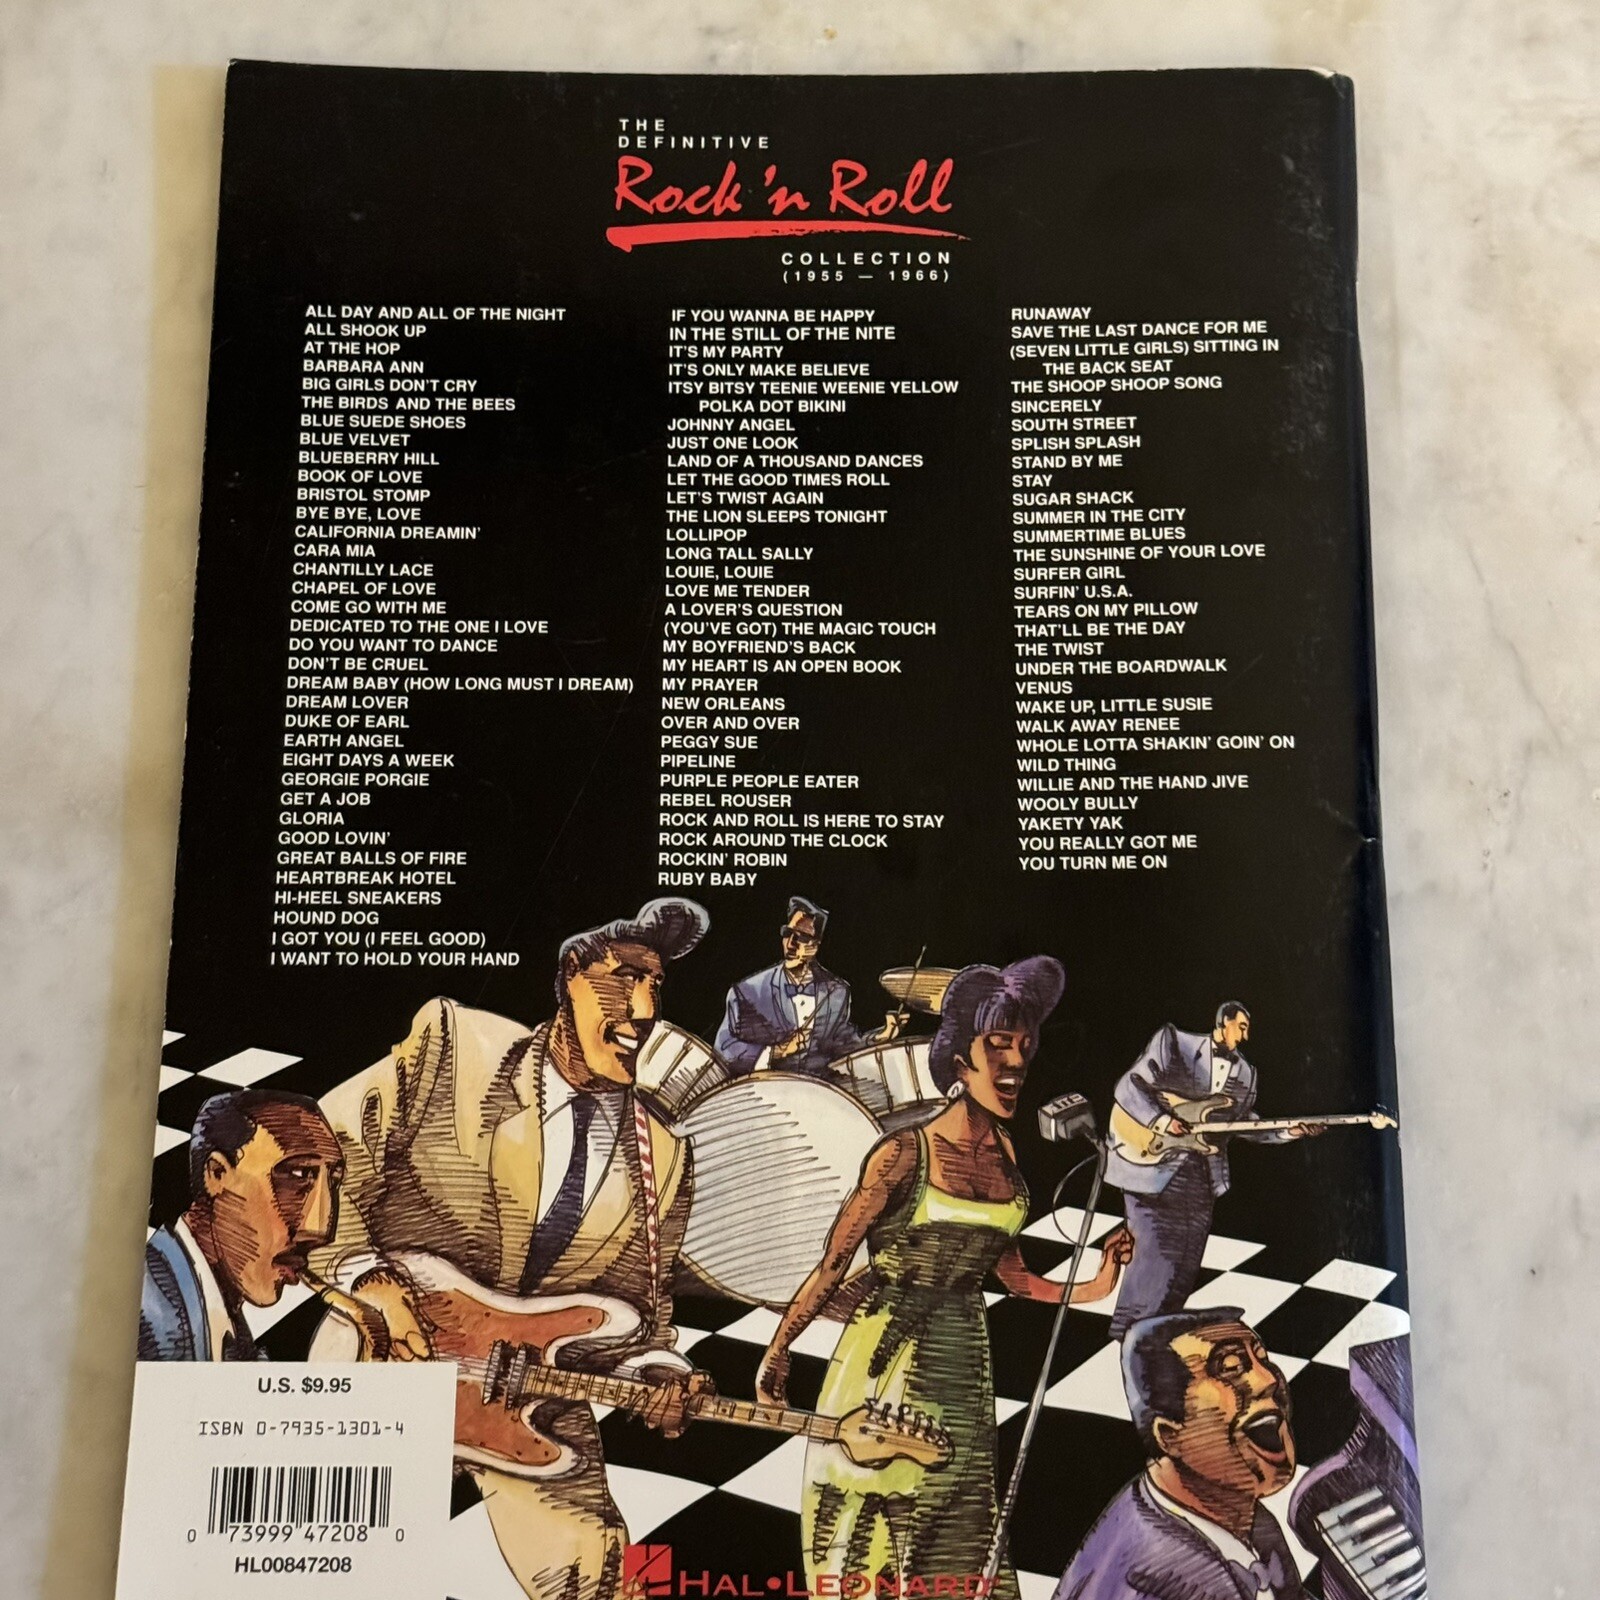 THE
DEFINITIVE
Rock 'n Roll
COLLECTION
(1955 — 1966)
ALL DAY AND ALL OF THE NIGHT
ALL SHOOK UP
AT THE HOP
BARBARA ANN
BIG GIRLS DON'T CRY
THE BIRDS AND THE BEES
BLUE SUEDE SHOES
BLUE VELVET
BLUEBERRY HILL
BOOK OF LOVE
BRISTOL STOMP
BYE BYE, LOVE
CALIFORNIA DREAMIN'
CARA MIA
CHANTILLY LACE
CHAPEL OF LOVE
COME GO WITH ME
DEDICATED TO THE ONE I LOVE
DO YOU WANT TO DANCE
DON'T BE CRUEL
DREAM BABY (HOW LONG MUST I DREAM)
DREAM LOVER
DUKE OF EARL
EARTH ANGEL
EIGHT DAYS A WEEK
GEORGIE PORGIE
GET A JOB
GLORIA
GOOD LOVIN'
GREAT BALLS OF FIRE
HEARTBREAK HOTEL
HI-HEEL SNEAKERS
HOUND DOG
I GOT YOU (I FEEL GOOD)
I WANT TO HOLD YOUR HAND
IF YOU WANNA BE HAPPY
IN THE STILL OF THE NITE
IT'S MY PARTY
IT'S ONLY MAKE BELIEVE
ITSY BITSY TEENIE WEENIE YELLOW
POLKA DOT BIKINI
JOHNNY ANGEL
JUST ONE LOOK
LAND OF A THOUSAND DANCES
LET THE GOOD TIMES ROLL
LET'S TWIST AGAIN
THE LION SLEEPS TONIGHT
LOLLIPOP
LONG TALL SALLY
LOUIE, LOUIE
LOVE ME TENDER
A LOVER'S QUESTION
(YOU'VE GOT) THE MAGIC TOUCH
MY BOYFRIEND'S BACK
MY HEART IS AN OPEN BOOK
MY PRAYER
NEW ORLEANS
OVER AND OVER
PEGGY SUE
PIPELINE
PURPLE PEOPLE EATER
REBEL ROUSER
ROCK AND ROLL IS HERE TO STAY
ROCK AROUND THE CLOCK
ROCKIN' ROBIN
RUBY BABY
RUNAWAY
SAVE THE LAST DANCE FOR ME
(SEVEN LITTLE GIRLS) SITTING IN
THE BACK SEAT
THE SHOOP SHOOP SONG
SINCERELY
SOUTH STREET
SPLISH SPLASH
STAND BY ME
STAY
SUGAR SHACK
SUMMER IN THE CITY
SUMMERTIME BLUES
THE SUNSHINE OF YOUR LOVE
SURFER GIRL
SURFIN' U.S.A.
TEARS ON MY PILLOW
THAT'LL BE THE DAY
THE TWIST
UNDER THE BOARDWALK
VENUS
WAKE UP, LITTLE SUSIE
WALK AWAY RENEE
WHOLE LOTTA SHAKIN' GOIN' ON
WILD THING
WILLIE AND THE HAND JIVE
WOOLY BULLY
YAKETY YAK
YOU REALLY GOT ME
YOU TURN ME ON
U.S. $9.95
ISBN 0-7935-1301-4
0 73999 47208 0
HL00847208
HAL•LEONARD